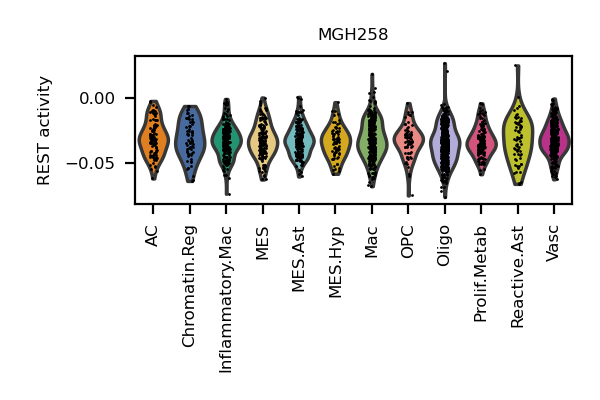 MGH258
REST activity
0.00
−0.05
AC
Chromatin.Reg
Inflammatory.Mac
MES
MES.Ast
MES.Hyp
Mac
OPC
Oligo
Prolif.Metab
Reactive.Ast
Vasc